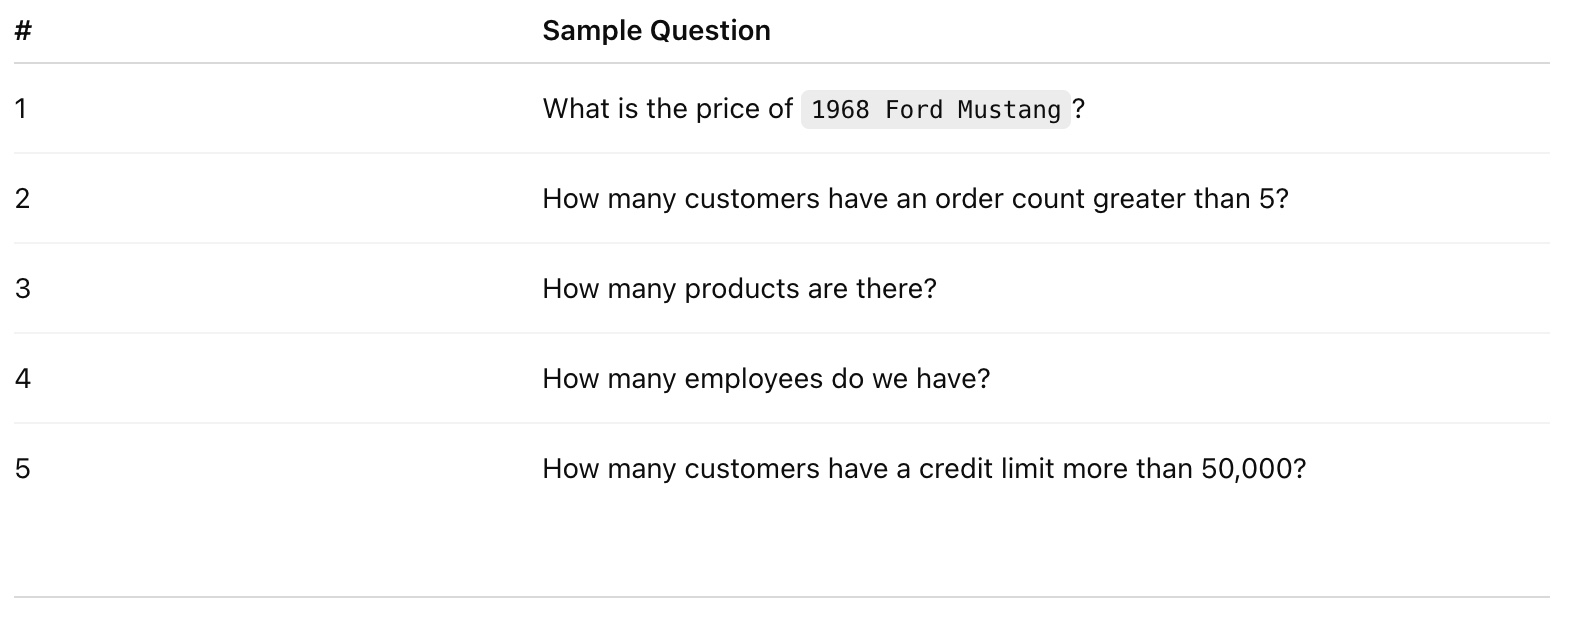 # Sample Question
1 What is the price of 1968 Ford Mustang?
2 How many customers have an order count greater than 5?
3 How many products are there?
4 How many employees do we have?
5 How many customers have a credit limit more than 50,000?